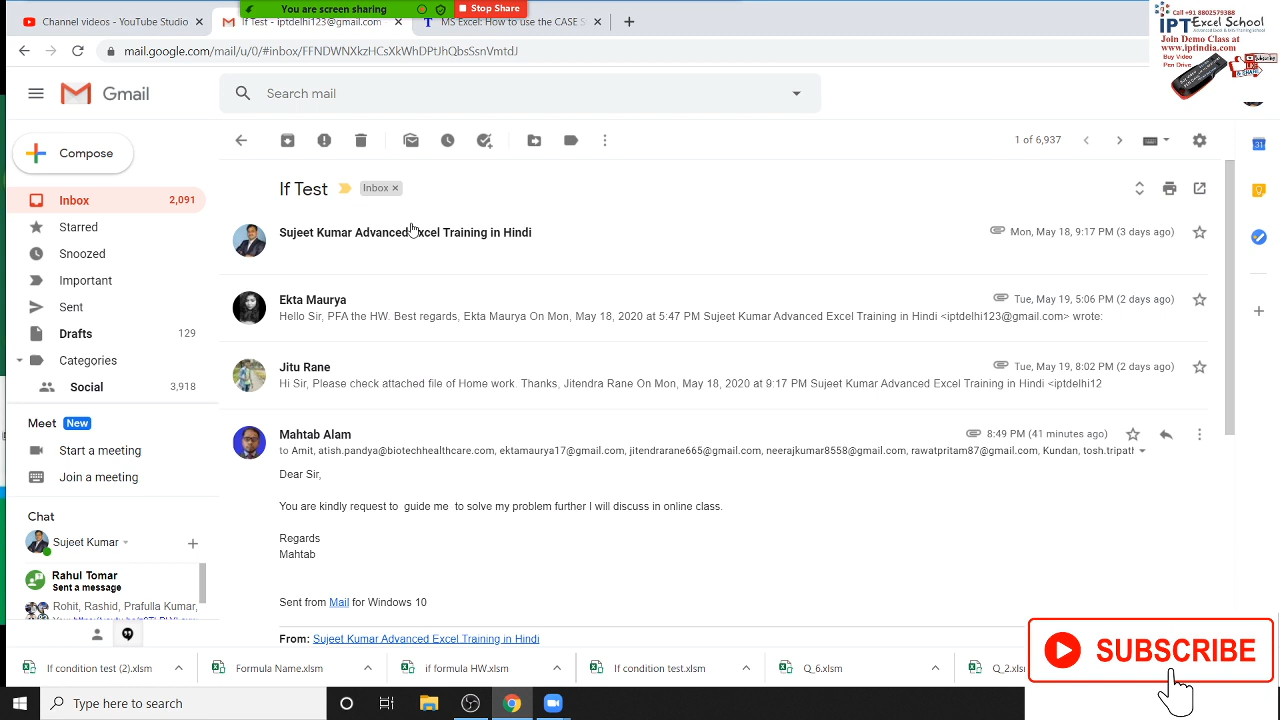 Channel videos - YouTube Studio
If Test - iptdelhi123@gmail.com
MS Excel: How to use the CASE S
You are screen sharing
Stop Share
mail.google.com/mail/u/0/#inbox/
Call +91 8802579388
IPT Excel School
Join Demo Class at
www.iptindia.com
Buy Video
Pen Drive
Gmail
Search mail
Compose
1 of 6,937
31
Inbox 2,091
Starred
Snoozed
Important
Sent
Drafts 129
Categories
Social 3,918
Meet New
Start a meeting
Join a meeting
Chat
Sujeet Kumar
Rahul Tomar
Sent a message
Rohit, Rashid, Prafulla Kumar,
If Test Inbox
Sujeet Kumar Advanced Excel Training in Hindi Mon, May 18, 9:17 PM (3 days ago)
Ekta Maurya Tue, May 19, 5:06 PM (2 days ago)
Hello Sir, PFA the HW. Best regards, Ekta Maurya On Mon, May 18, 2020 at 5:47 PM Sujeet Kumar Advanced Excel Training in Hindi <iptdelhi123@gmail.com> wrote:
Jitu Rane Tue, May 19, 8:02 PM (2 days ago)
Hi Sir, Please check attached file of Home work. Thanks, Jitendra Rane On Mon, May 18, 2020 at 9:17 PM Sujeet Kumar Advanced Excel Training in Hindi <iptdelhi12
Mahtab Alam 8:49 PM (41 minutes ago)
to Amit, atish.pandya@biotechhealthcare.com, ektamaurya17@gmail.com, jitendrarane665@gmail.com, neerajkumar8558@gmail.com, rawatpritam87@gmail.com, Kundan, tosh.tripath
Dear Sir,
You are kindly request to guide me to solve my problem further I will discuss in online class.
Regards
Mahtab
Sent from Mail for Windows 10
From: Sujeet Kumar Advanced Excel Training in Hindi
If condition test (2).xlsm
Formula Name.xlsm
if formula HW.xlsm
If condition test.xlsm
Q_6.xlsm
Q_2.xlsm
SUBSCRIBE
Type here to search